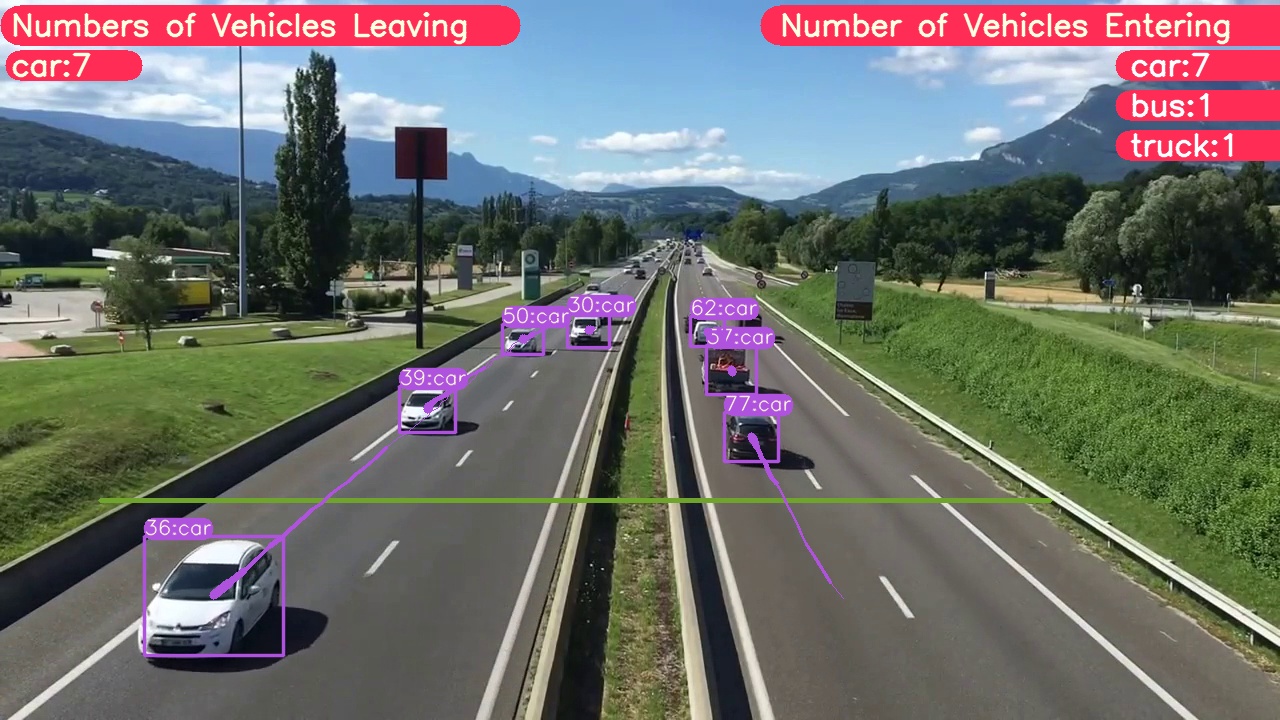 Numbers of Vehicles Leaving
Number of Vehicles Entering
car:7
car:7
bus:1
truck:1
30:car
50:car
62:car
57:car
39:car
77:car
36:car